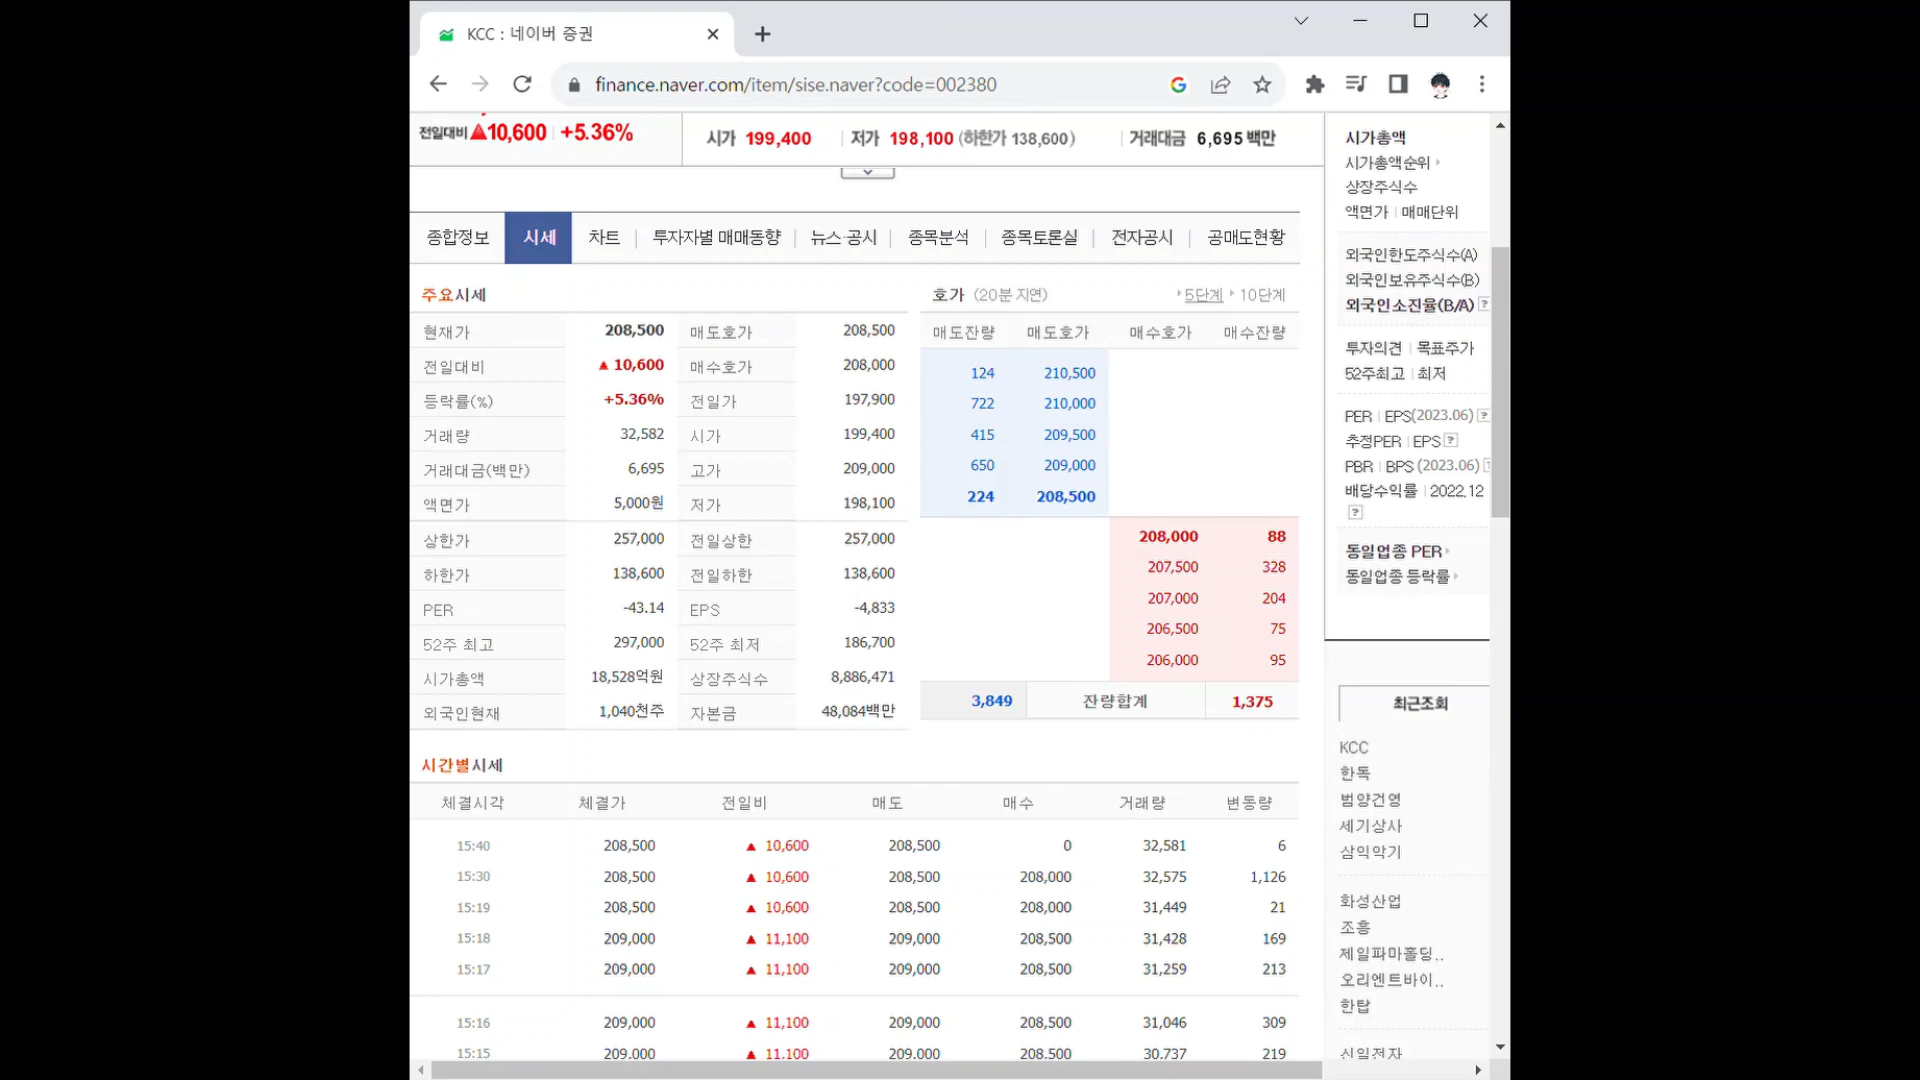 KCC : 네이버 증권
finance.naver.com/item/sise.naver?code=002380
전일대비 ▲10,600 +5.36%
시가 199,400 저가 198,100 (하한가 138,600) 거래대금 6,695 백만
종합정보 시세 차트 투자자별 매매동향 뉴스·공시 종목분석 종목토론실 전자공시 공매도현황
주요시세
현재가 208,500 매도호가 208,500
전일대비 ▲ 10,600 매수호가 208,000
등락률(%) +5.36% 전일가 197,900
거래량 32,582 시가 199,400
거래대금(백만) 6,695 고가 209,000
액면가 5,000원 저가 198,100
상한가 257,000 전일상한 257,000
하한가 138,600 전일하한 138,600
PER -43.14 EPS -4,833
52주 최고 297,000 52주 최저 186,700
시가총액 18,528억원 상장주식수 8,886,471
외국인현재 1,040천주 자본금 48,084백만
호가 (20분 지연) 5단계 10단계
매도잔량 매도호가 매수호가 매수잔량
124 210,500
722 210,000
415 209,500
650 209,000
224 208,500
208,000 88
207,500 328
207,000 204
206,500 75
206,000 95
3,849 잔량합계 1,375
시간별시세
체결시각 체결가 전일비 매도 매수 거래량 변동량
15:40 208,500 ▲ 10,600 208,500 0 32,581 6
15:30 208,500 ▲ 10,600 208,500 208,000 32,575 1,126
15:19 208,500 ▲ 10,600 208,500 208,000 31,449 21
15:18 209,000 ▲ 11,100 209,000 208,500 31,428 169
15:17 209,000 ▲ 11,100 209,000 208,500 31,259 213
15:16 209,000 ▲ 11,100 209,000 208,500 31,046 309
15:15 209,000 ▲ 11,100 209,000 208,500 30,737 219
시가총액
시가총액순위
상장주식수
액면가 | 매매단위
외국인한도주식수(A)
외국인보유주식수(B)
외국인소진율(B/A) ?
투자의견 | 목표주가
52주최고 | 최저
PER | EPS(2023.06) ?
추정PER | EPS ?
PBR | BPS (2023.06) ?
배당수익률 | 2022.12
?
동일업종 PER
동일업종 등락률
최근조회
KCC
한독
범양건영
세기상사
삼익악기
화성산업
조흥
제일파마홀딩..
오리엔트바이..
한탑
신일전자